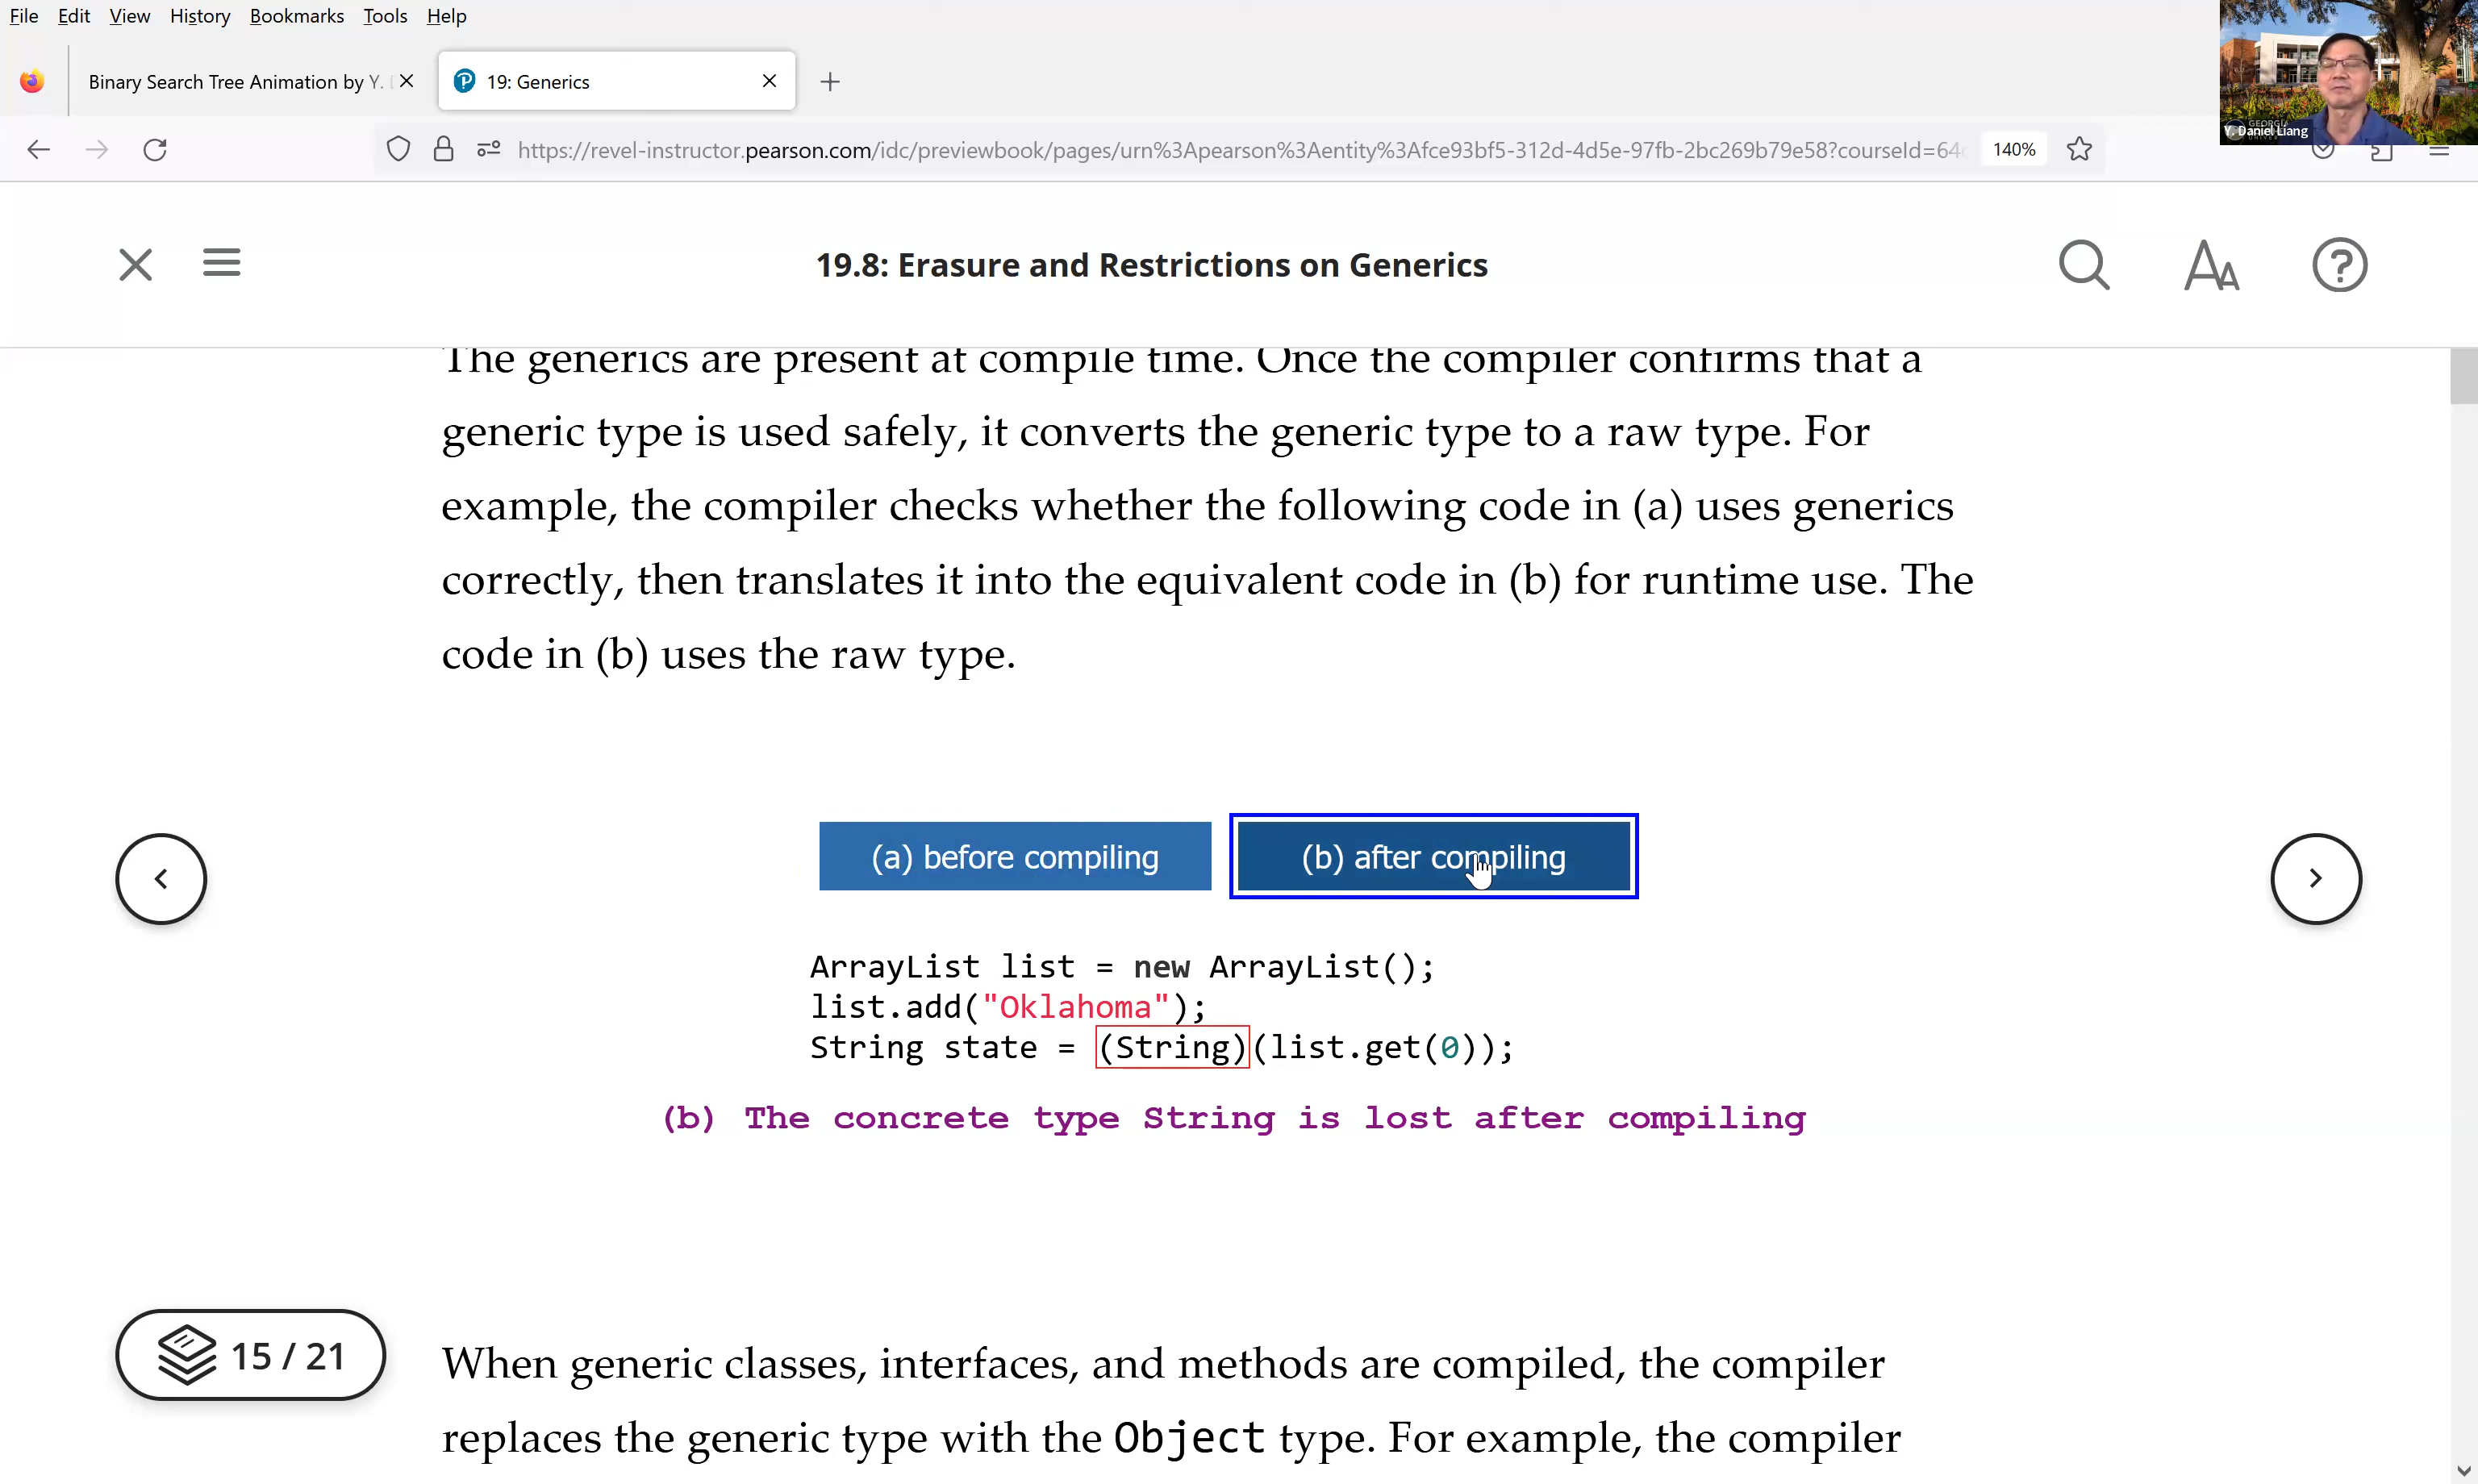 File Edit View History Bookmarks Tools Help
Binary Search Tree Animation by Y.
19: Generics
https://revel-instructor.pearson.com/idc/previewbook/pages/urn%3Apearson%3Aentity%3Afce93bf5-312d-4d5e-97fb-2bc269b79e58?courseId=64
140%
Y. Daniel Liang
19.8: Erasure and Restrictions on Generics
The generics are present at compile time. Once the compiler confirms that a
generic type is used safely, it converts the generic type to a raw type. For
example, the compiler checks whether the following code in (a) uses generics
correctly, then translates it into the equivalent code in (b) for runtime use. The
code in (b) uses the raw type.
(a) before compiling
(b) after compiling
ArrayList list = new ArrayList();
list.add("Oklahoma");
String state = (String)(list.get(0));
(b) The concrete type String is lost after compiling
15 / 21
When generic classes, interfaces, and methods are compiled, the compiler
replaces the generic type with the Object type. For example, the compiler